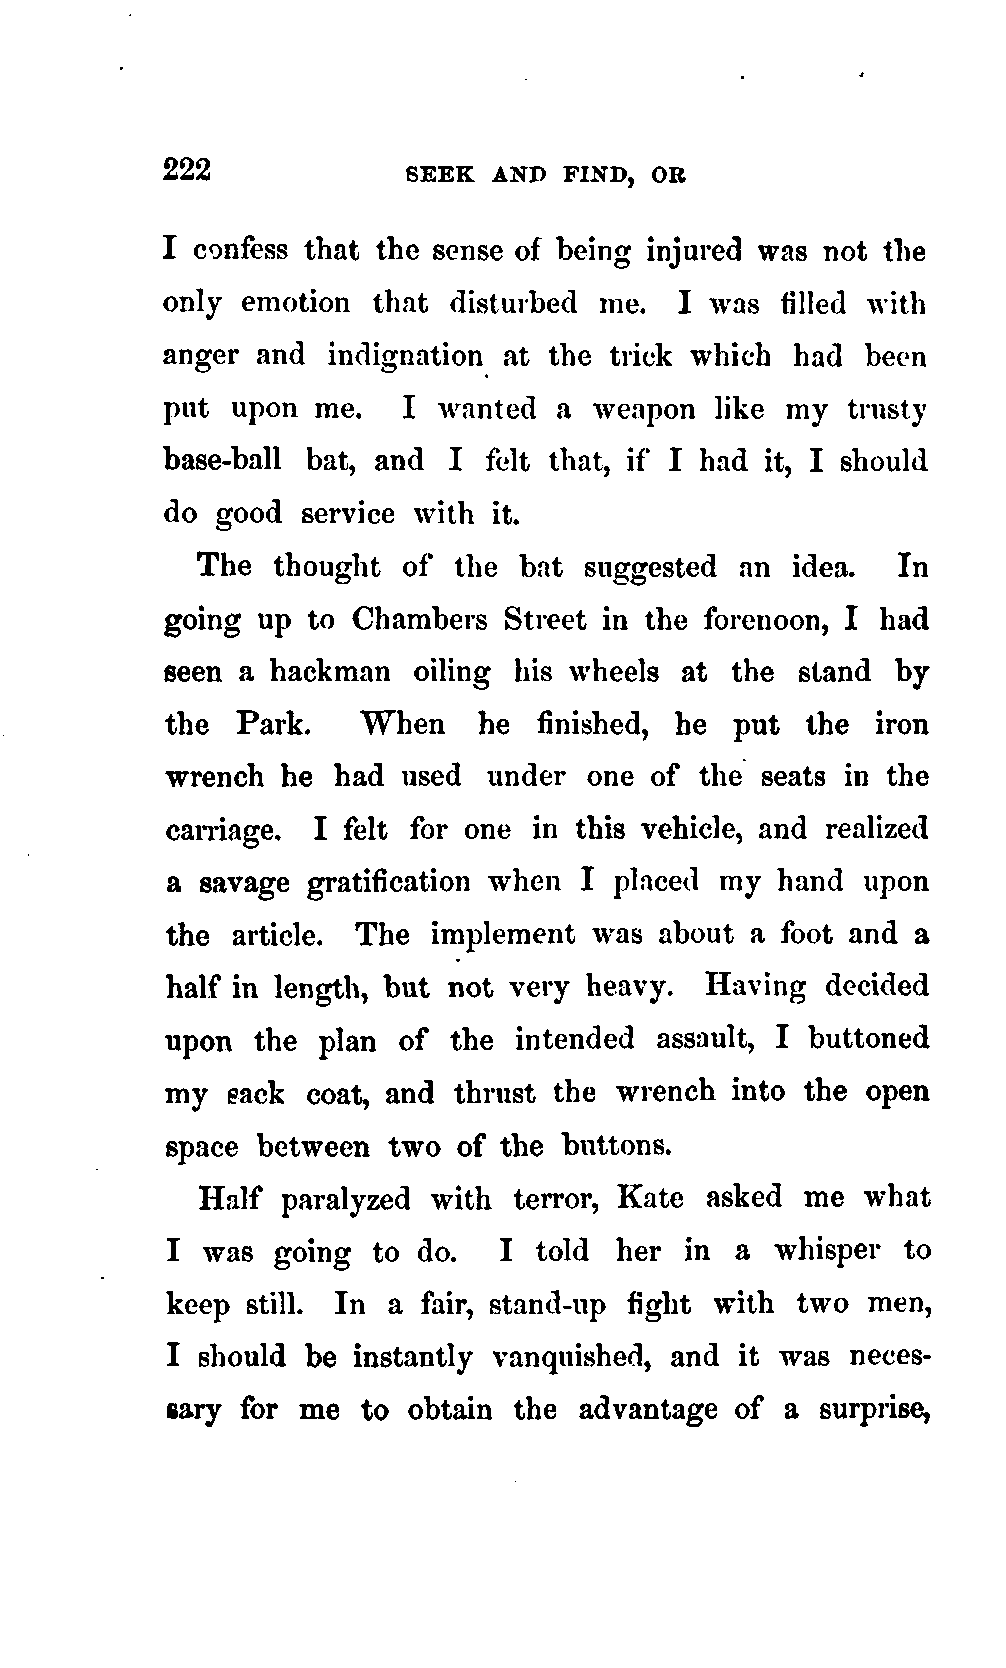 222 SEEK AND FIND, OR
I confess that the sense of being injured was not the
only emotion that disturbed me. I was filled with
anger and indignation at the trick which had been
put upon me. I wanted a weapon like my trusty
base-ball bat, and I felt that, if I had it, I should
do good service with it.
The thought of the bat suggested an idea. In
going up to Chambers Street in the forenoon, I had
seen a hackman oiling his wheels at the stand by
the Park. When he finished, he put the iron
wrench he had used under one of the seats in the
carriage. I felt for one in this vehicle, and realized
a savage gratification when I placed my hand upon
the article. The implement was about a foot and a
half in length, but not very heavy. Having decided
upon the plan of the intended assault, I buttoned
my sack coat, and thrust the wrench into the open
space between two of the buttons.
Half paralyzed with terror, Kate asked me what
I was going to do. I told her in a whisper to
keep still. In a fair, stand-up fight with two men,
I should be instantly vanquished, and it was neces-
sary for me to obtain the advantage of a surprise,